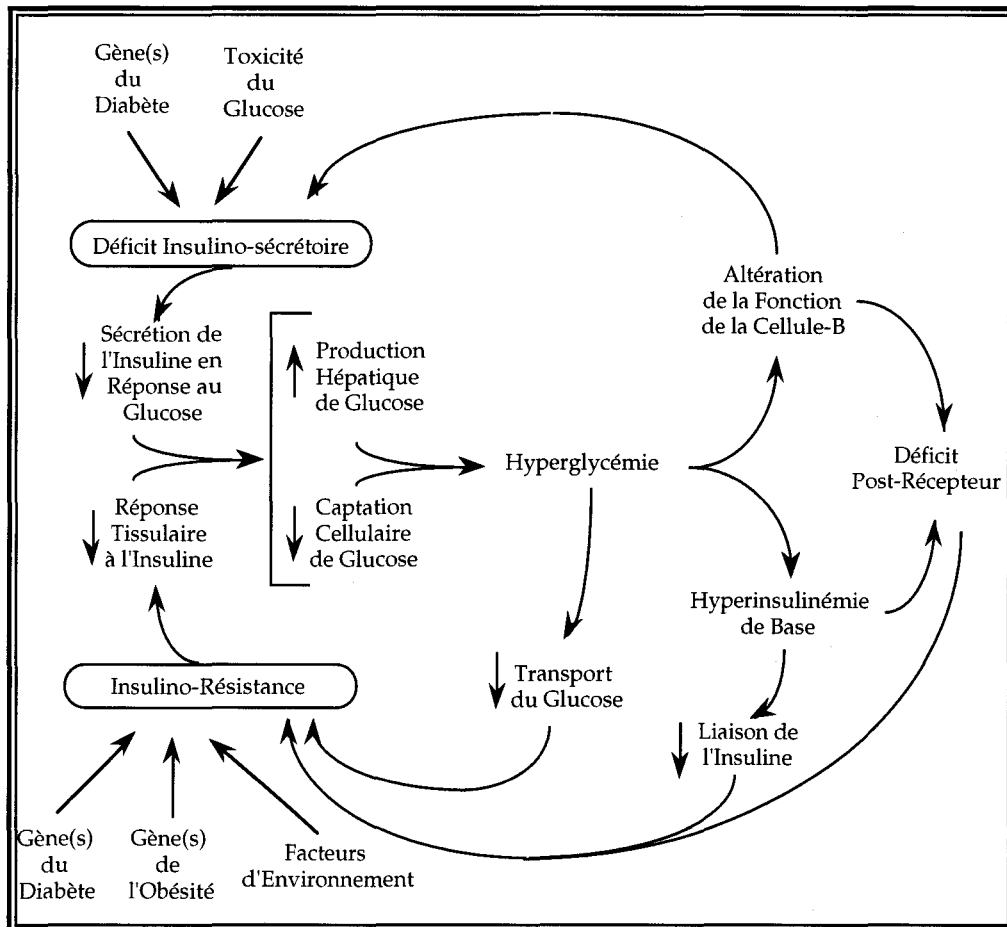 Gène(s)
du
Diabète
Toxicité
du
Glucose
Déficit Insulino-sécrétoire
Sécrétion de
l'Insuline en
Réponse au
Glucose
Production
Hépatique
de Glucose
Altération
de la Fonction
de la Cellule-B
Hyperglycémie
Déficit
Post-Récepteur
Réponse
Tissulaire
à l'Insuline
Captation
Cellulaire
de Glucose
Hyperinsulinémie
de Base
Insulino-Résistance
Transport
du Glucose
Liaison de
l'Insuline
Gène(s)
du
Diabète
Gène(s)
de
l'Obésité
Facteurs
d'Environnement